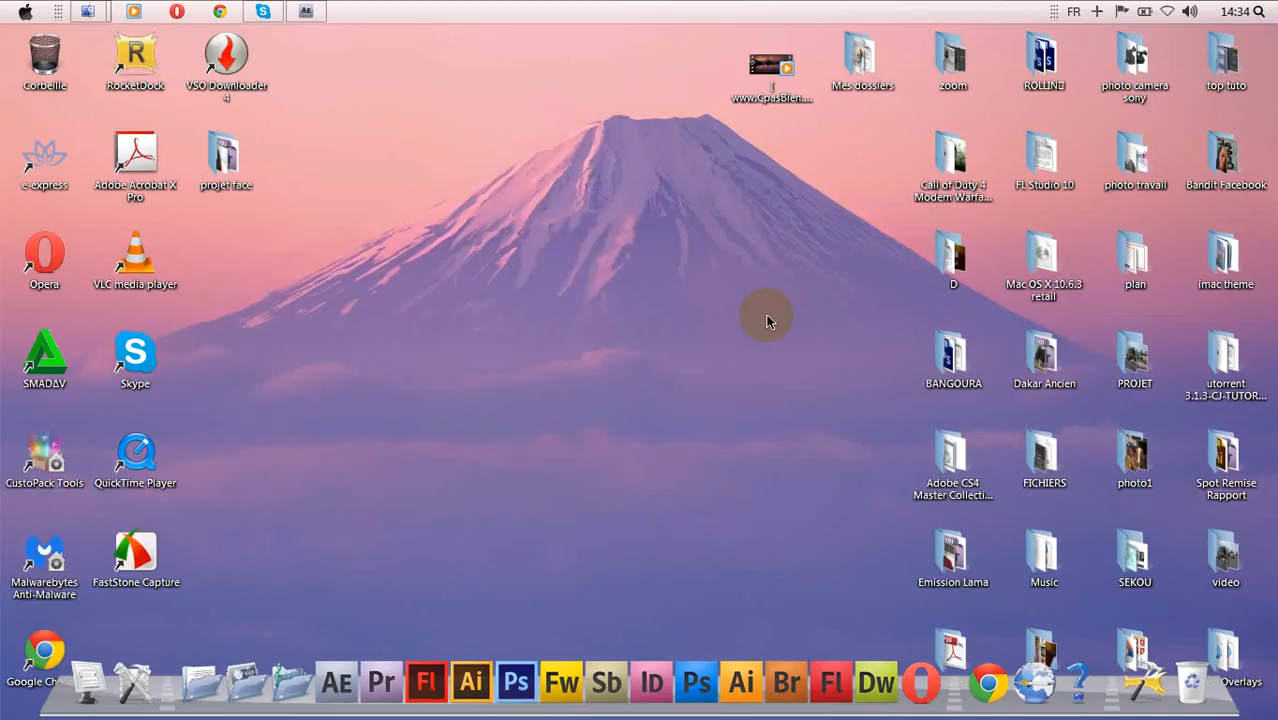 AE
FR
14:34
Corbeille
RocketDock
VSO Downloader
4
[
www.CpasBien....
Mes dossiers
zoom
photo camera
sony
top tuto
e-express
Adobe Acrobat X
Pro
projet face
Call of Duty 4
Modern Warfa...
FL Studio 10
photo travail
Bandit Facebook
Opera
VLC media player
D
Mac OS X 10.6.3
retail
plan
imac theme
SMADΔV
Skype
BANGOURA
Dakar Ancien
PROJET
utorrent
3.1.3-CJ-TUTOR...
CustoPack Tools
QuickTime Player
Adobe CS4
Master Collecti...
FICHIERS
photo1
Spot Remise
Rapport
Malwarebytes
Anti-Malware
FastStone Capture
Emission Lama
Music
SEKOU
video
Google Ch
Overlays
AE Pr Fl Ai Ps Fw Sb Id Ps Ai Br Fl Dw